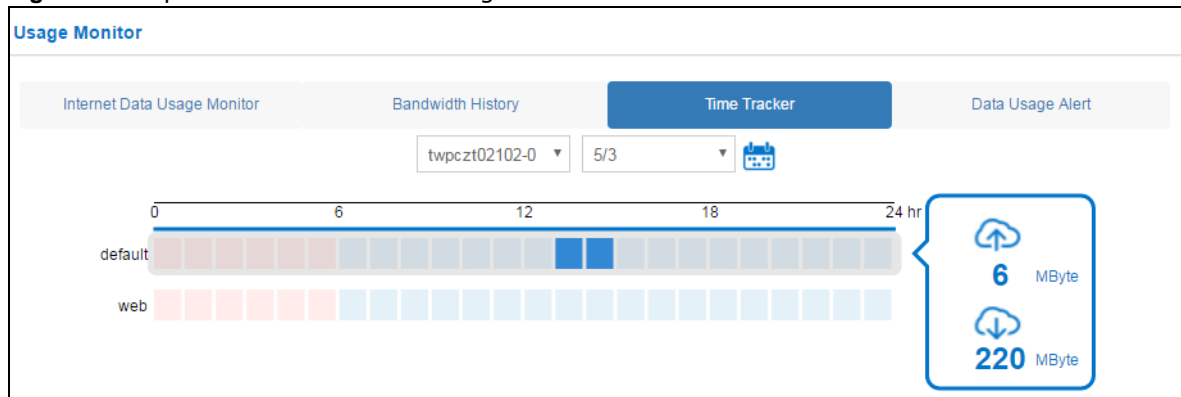 Usage Monitor
Internet Data Usage Monitor
Bandwidth History
Time Tracker
Data Usage Alert
twpczt02102-0
5/3
0 6 12 18 24 hr
default
6 MByte
web
220 MByte